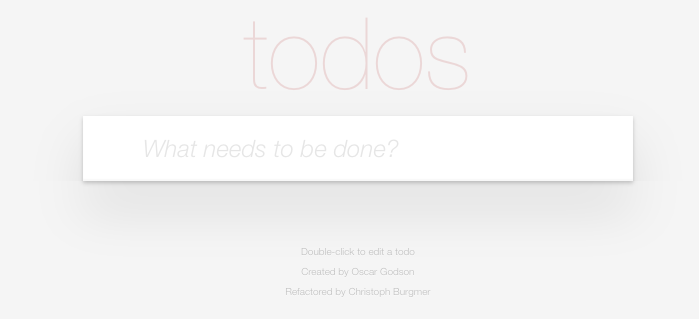 todos
What needs to be done?
Double-click to edit a todo
Created by Oscar Godson
Refactored by Christoph Burgmer